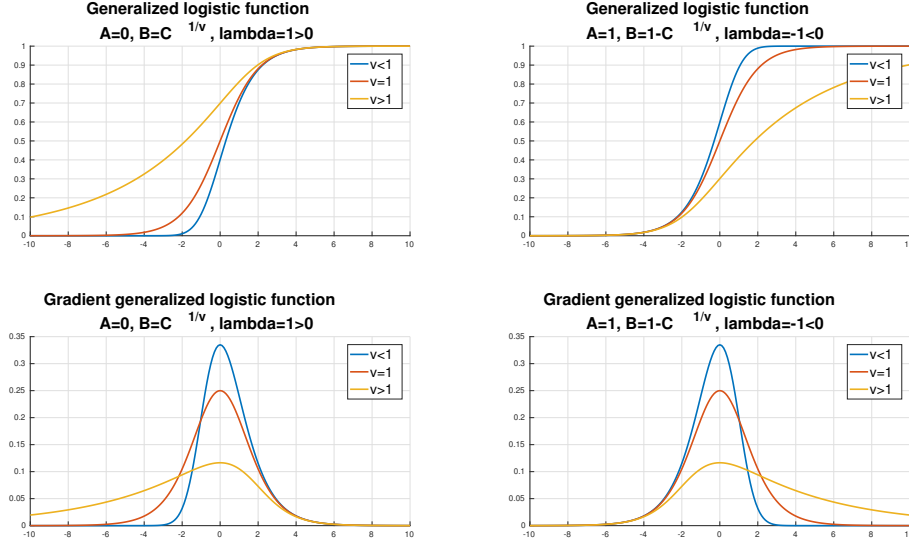 Generalized logistic function
A=0, B=C 1/v , lambda=1>0
1
0.9
0.8
0.7
0.6
0.5
0.4
0.3
0.2
0.1
0
-10 -8 -6 -4 -2 0 2 4 6 8 10
v<1
v=1
v>1
Generalized logistic function
A=1, B=1-C 1/v , lambda=-1<0
1
0.9
0.8
0.7
0.6
0.5
0.4
0.3
0.2
0.1
0
-10 -8 -6 -4 -2 0 2 4 6 8
v<1
v=1
v>1
Gradient generalized logistic function
A=0, B=C 1/v , lambda=1>0
0.35
0.3
0.25
0.2
0.15
0.1
0.05
0
-10 -8 -6 -4 -2 0 2 4 6 8 10
v<1
v=1
v>1
Gradient generalized logistic function
A=1, B=1-C 1/v , lambda=-1<0
0.35
0.3
0.25
0.2
0.15
0.1
0.05
0
-10 -8 -6 -4 -2 0 2 4 6 8
v<1
v=1
v>1